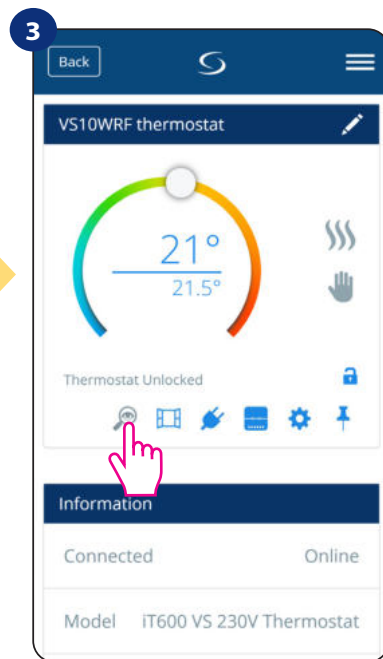 3
Back
VS10WRF thermostat
21°
21.5°
Thermostat Unlocked
Information
Connected Online
Model iT600 VS 230V Thermostat